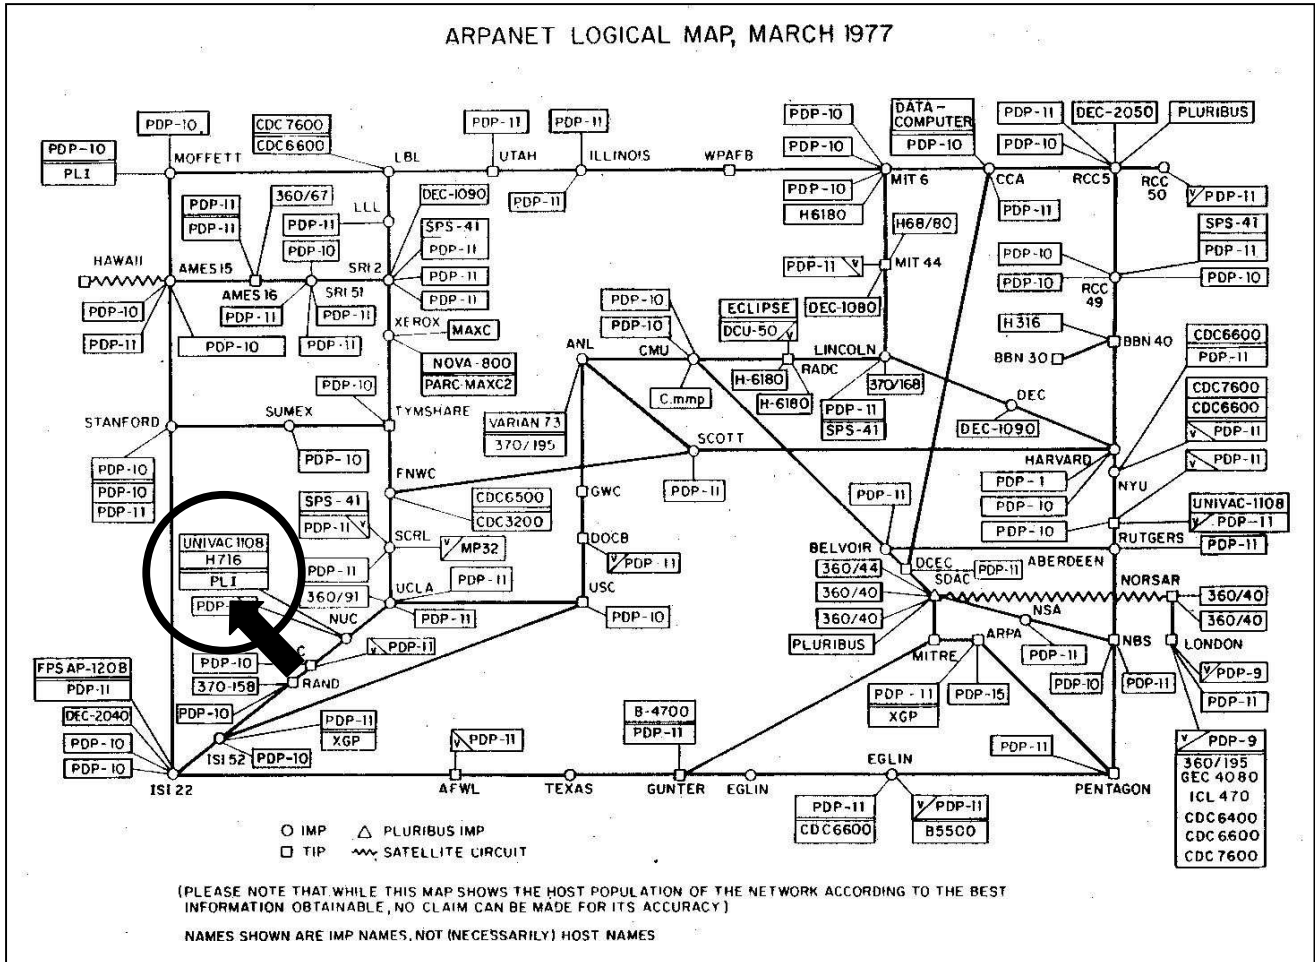 ARPANET LOGICAL MAP, MARCH 1977
PDP-10
CDC7600
CDC6600
PDP-11
PDP-11
PDP-10
PDP-10
DATA-
COMPUTER
PDP-10
PDP-11
PDP-10
DEC-2050
PLURIBUS
PDP-10
PLI
MOFFETT
LBL
UTAH
ILLINOIS
WPAFB
MIT 6
CCA
RCC5
RCC
50
PDP-11
PDP-10
H6180
PDP-11
V PDP-11
360/67
PDP-11
PDP-11
PDP-11
LLL
DEC-1090
SPS-41
PDP-11
PDP-11
PDP-11
PDP-10
H68/80
PDP-11 V
MIT 44
DEC-1080
SPS-41
PDP-11
PDP-10
PDP-10
PDP-10
RCC
49
HAWAII
AMES 15
AMES 16
SRI 51
SRI 2
PDP-10
PDP-11
PDP-11
PDP-11
PDP-11
PDP-10
XEROX
MAXC
NOVA-800
PARC-MAXC2
PDP-10
PDP-10
ECLIPSE
DCU-50 V
ANL
CMU
RADC
LINCOLN
H316
BBN 40
BBN 30
CDC6600
PDP-11
C.mmp
H-6180
H-6180
370/168
PDP-11
SPS-41
DEC
DEC-1090
CDC7600
CDC6600
V PDP-11
V PDP-11
STANFORD
SUMEX
TYMSHARE
PDP-10
PDP-10
VARIAN 73
370/195
SCOTT
PDP-11
HARVARD
NYU
PDP-10
PDP-10
PDP-11
FNWC
CDC6500
CDC3200
GWC
PDP-11
PDP-1
PDP-10
PDP-10
UNIVAC-1108
V PDP-11
RUTGERS
PDP-11
SPS-41
PDP-11 V
SCRL
V MP32
PDP-11
DOCB
V PDP-11
BELVOIR
DCEC
PDP-11
ABERDEEN
UNIVAC 1108
H716
PLI
PDP-
360/91
UCLA
PDP-11
PDP-11
USC
PDP-10
360/44
360/40
360/40
PLURIBUS
SDAC
NSA
PDP-11
NORSAR
360/40
360/40
NUC
V PDP-11
PDP-10
C
370-158
RAND
PDP-10
MITRE
ARPA
PDP-11
XGP
PDP-15
NBS
PDP-10
PDP-11
LONDON
V PDP-9
PDP-11
FPS AP-120B
PDP-11
DEC-2040
PDP-10
PDP-10
ISI 22
ISI 52
PDP-11
XGP
PDP-10
V PDP-11
AFWL
TEXAS
B-4700
PDP-11
GUNTER
EGLIN
EGLIN
PDP-11
CDC6600
V PDP-11
B5500
PDP-11
PENTAGON
V PDP-9
360/195
GEC 4080
ICL 470
CDC6400
CDC6600
CDC7600
IMP
PLURIBUS IMP
TIP
SATELLITE CIRCUIT
(PLEASE NOTE THAT WHILE THIS MAP SHOWS THE HOST POPULATION OF THE NETWORK ACCORDING TO THE BEST
INFORMATION OBTAINABLE, NO CLAIM CAN BE MADE FOR ITS ACCURACY)
NAMES SHOWN ARE IMP NAMES, NOT (NECESSARILY) HOST NAMES